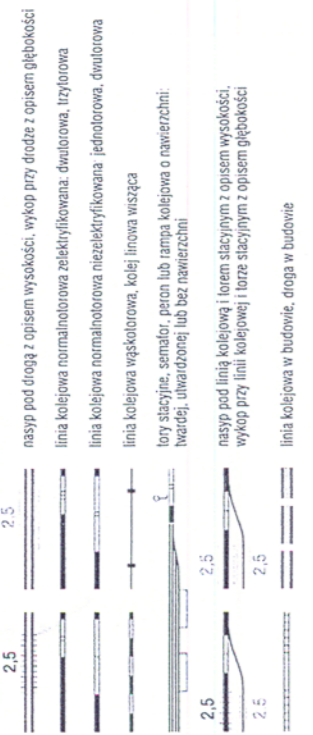 2,5
2,5
nasyp pod drogą z opisem wysokości, wykop przy drodze z opisem głębokości
linia kolejowa normalnotorowa zelektryfikowana: dwutorowa, trzytorowa
linia kolejowa normalnotorowa niezelektryfikowana: jednotorowa, dwutorowa
linia kolejowa wąskotorowa, kolej linowa wisząca
tory stacyjne, semafor, peron lub rampa kolejowa o nawierzchni:
twardej, utwardzonej lub bez nawierzchni
2,5
2,5
nasyp pod linią kolejową i torem stacyjnym z opisem wysokości,
wykop przy linii kolejowej i torze stacyjnym z opisem głębokości
2,5
2,5
linia kolejowa w budowie, droga w budowie